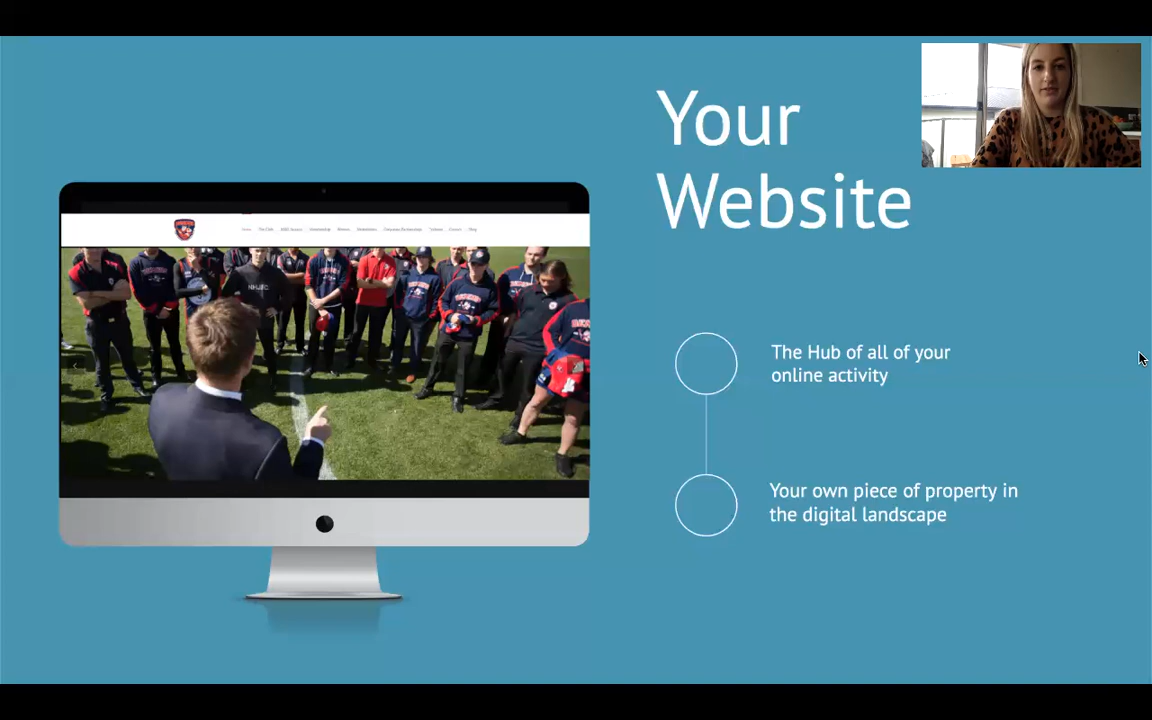 Your
Website
The Hub of all of your
online activity
Your own piece of property in
the digital landscape